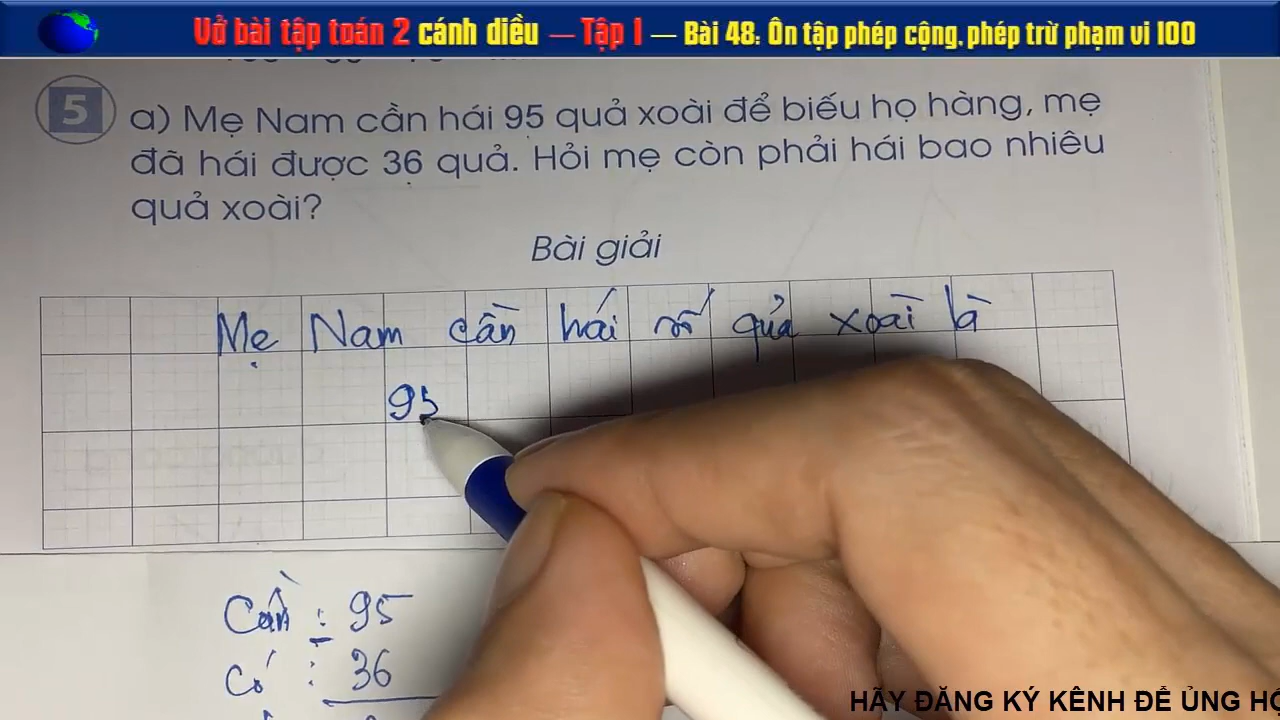 Vở bài tập toán 2 cánh diều — Tập 1 — Bài 48: Ôn tập phép cộng, phép trừ phạm vi 100
5
a) Mẹ Nam cần hái 95 quả xoài để biếu họ hàng, mẹ
đã hái được 36 quả. Hỏi mẹ còn phải hái bao nhiêu
quả xoài?
Bài giải
Mẹ Nam cần hái số quả xoài là
95
Cần : 95
Có : 36
HÃY ĐĂNG KÝ KÊNH ĐỂ ỦNG HỘ